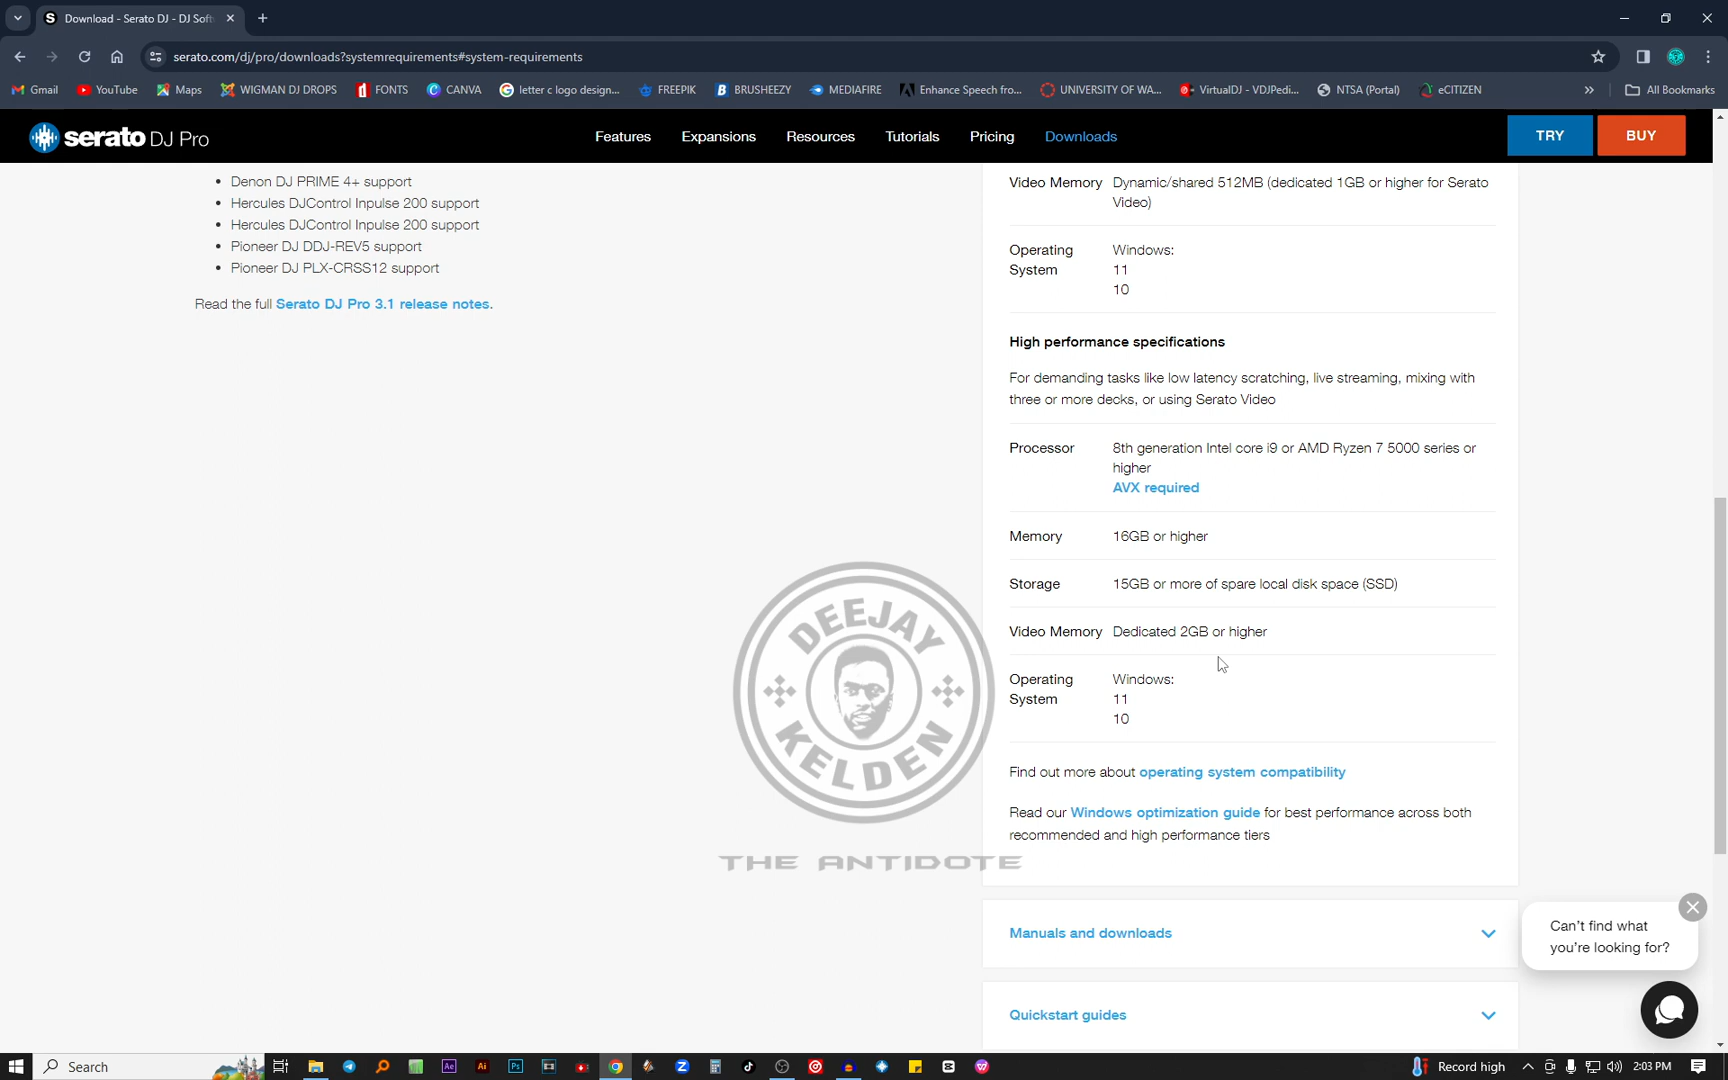 Download - Serato DJ - DJ Soft
serato.com/dj/pro/downloads?systemrequirements#system-requirements
Gmail YouTube Maps WIGMAN DJ DROPS FONTS CANVA letter c logo design... FREEPIK BRUSHEEZY MEDIAFIRE Enhance Speech fro... UNIVERSITY OF WA... VirtualDJ - VDJPedi... NTSA (Portal) eCITIZEN » All Bookmarks
serato DJ Pro Features Expansions Resources Tutorials Pricing Downloads TRY BUY
• Denon DJ PRIME 4+ support
• Hercules DJControl Inpulse 200 support
• Hercules DJControl Inpulse 200 support
• Pioneer DJ DDJ-REV5 support
• Pioneer DJ PLX-CRSS12 support
Read the full Serato DJ Pro 3.1 release notes.
Video Memory Dynamic/shared 512MB (dedicated 1GB or higher for Serato
Video)
Operating Windows:
System 11
10
High performance specifications
For demanding tasks like low latency scratching, live streaming, mixing with
three or more decks, or using Serato Video
Processor 8th generation Intel core i9 or AMD Ryzen 7 5000 series or
higher
AVX required
Memory 16GB or higher
Storage 15GB or more of spare local disk space (SSD)
Video Memory Dedicated 2GB or higher
Operating Windows:
System 11
10
Find out more about operating system compatibility
Read our Windows optimization guide for best performance across both
recommended and high performance tiers
DEEJAY
KELDEN
THE ANTIDOTE
Manuals and downloads
Quickstart guides
Can't find what
you're looking for?
Search Ae Ai Ps Record high 2:03 PM